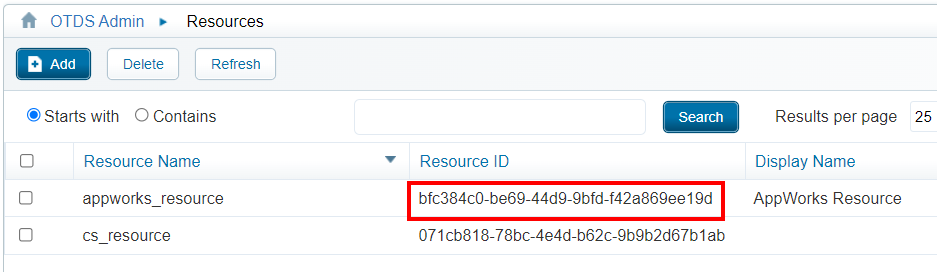 OTDS Admin ▸ Resources
Add Delete Refresh
Starts with Contains Search Results per page 25
Resource Name Resource ID Display Name
appworks_resource bfc384c0-be69-44d9-9bfd-f42a869ee19d AppWorks Resource
cs_resource 071cb818-78bc-4e4d-b62c-9b9b2d67b1ab